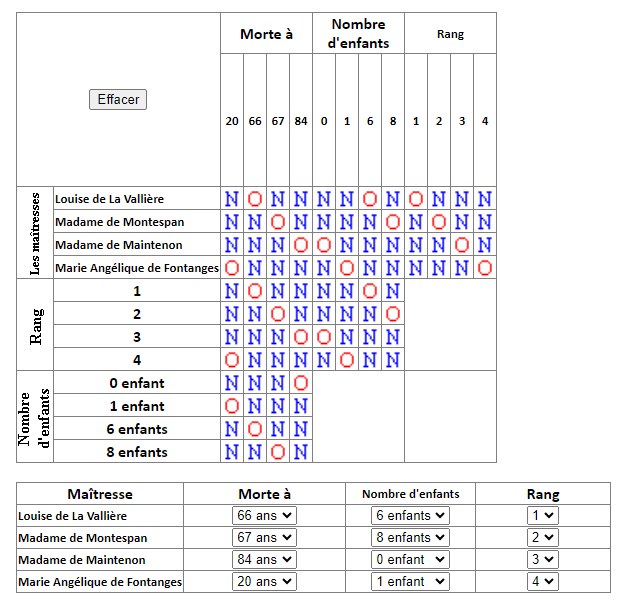 Morte à Nombre d'enfants Rang
Effacer
20 66 67 84 0 1 6 8 1 2 3 4
Les maîtresses
Louise de La Vallière N O N N N N O N O N N N
Madame de Montespan N N O N N N N O N O N N
Madame de Maintenon N N N O O N N N N N O N
Marie Angélique de Fontanges O N N N N O N N N N N O
Rang
1 N O N N N N O N
2 N N O N N N N O
3 N N N O O N N N
4 O N N N N O N N
Nombre d'enfants
0 enfant N N N O
1 enfant O N N N
6 enfants N O N N
8 enfants N N O N
Maîtresse Morte à Nombre d'enfants Rang
Louise de La Vallière 66 ans 6 enfants 1
Madame de Montespan 67 ans 8 enfants 2
Madame de Maintenon 84 ans 0 enfant 3
Marie Angélique de Fontanges 20 ans 1 enfant 4